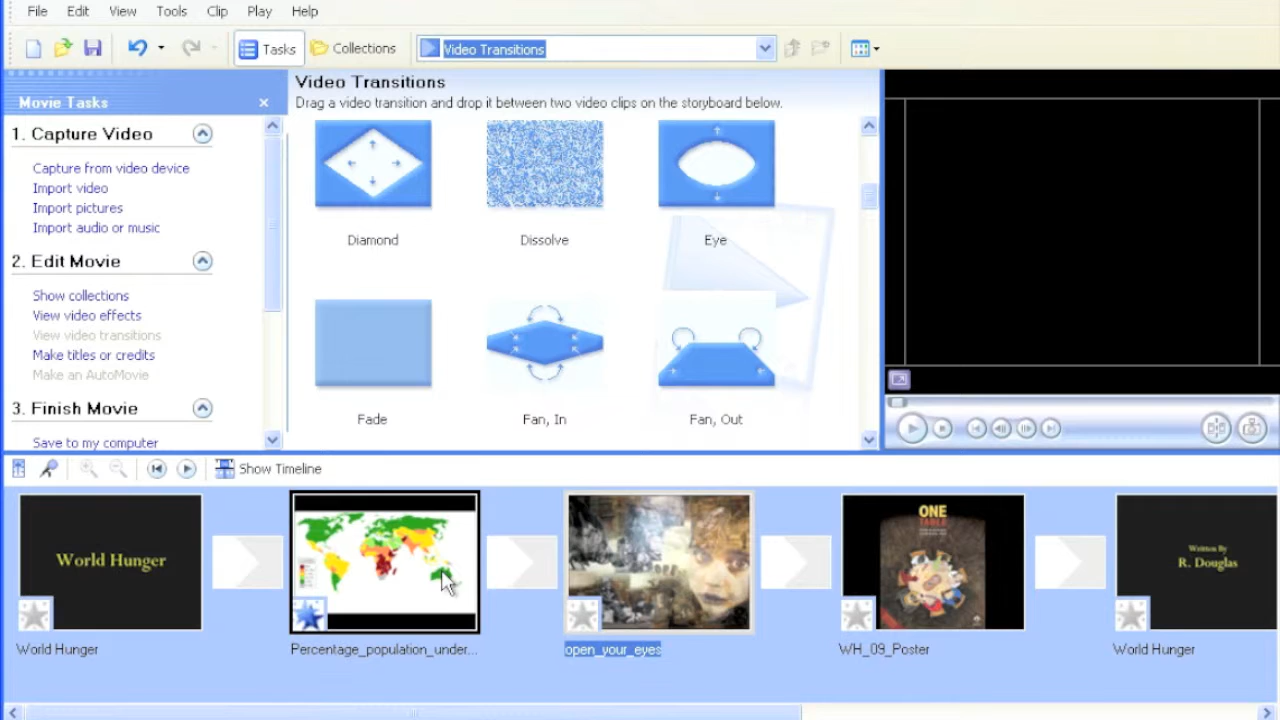 File Edit View Tools Clip Play Help
Tasks Collections Video Transitions
Movie Tasks
1. Capture Video
Capture from video device
Import video
Import pictures
Import audio or music
2. Edit Movie
Show collections
View video effects
View video transitions
Make titles or credits
Make an AutoMovie
3. Finish Movie
Save to my computer
Video Transitions
Drag a video transition and drop it between two video clips on the storyboard below.
Diamond Dissolve Eye
Fade Fan, In Fan, Out
Show Timeline
World Hunger
ONE
TABLE
Written By
R. Douglas
World Hunger Percentage_population_under... open_your_eyes WH_09_Poster World Hunger